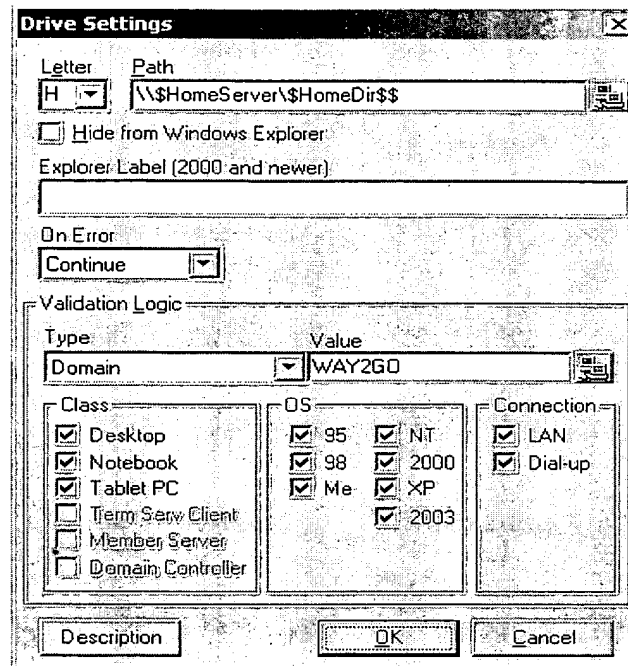 Drive Settings
Letter Path
H \\$HomeServer\$HomeDir$$
Hide from Windows Explorer
Explorer Label (2000 and newer)
On Error
Continue
Validation Logic
Type Value
Domain WAY2GO
Class OS Connection
Desktop 95 NT LAN
Notebook 98 2000 Dial-up
Tablet PC Me XP
Term Serv Client 2003
Member Server
Domain Controller
Description OK Cancel